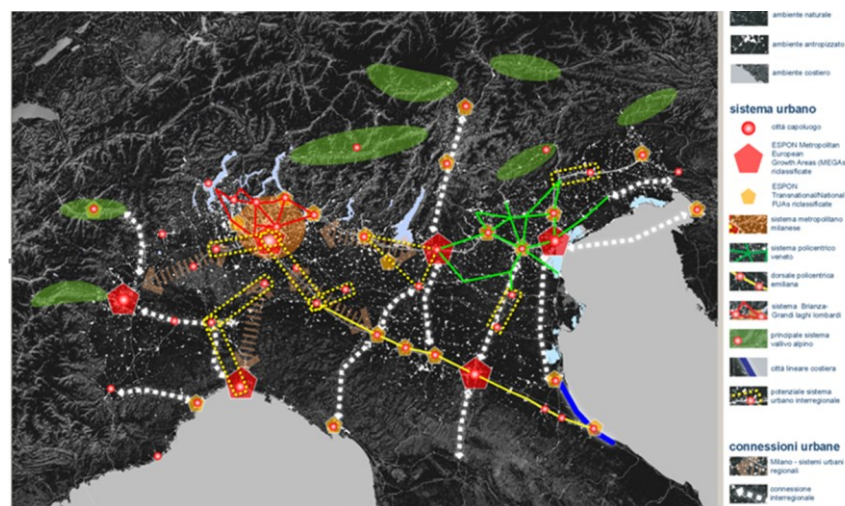 ambiente naturale
ambiente antropizzato
ambiente costiero
sistema urbano
città capoluogo
ESPON Metropolitan
European
Growth Areas (MEGAs
riclassificate
ESPON
Transnational/National
FUAs riclassificate
sistema metropolitano
milanese
sistema policentrico
veneto
dorsale policentrica
emiliana
sistema Brianza-
Grandi laghi lombardi
principale sistema
vallivo alpino
città lineare costiera
potenziale sistema
urbano interregionale
connessioni urbane
Milano - sistemi urbani
regionali
connessione
interregionale